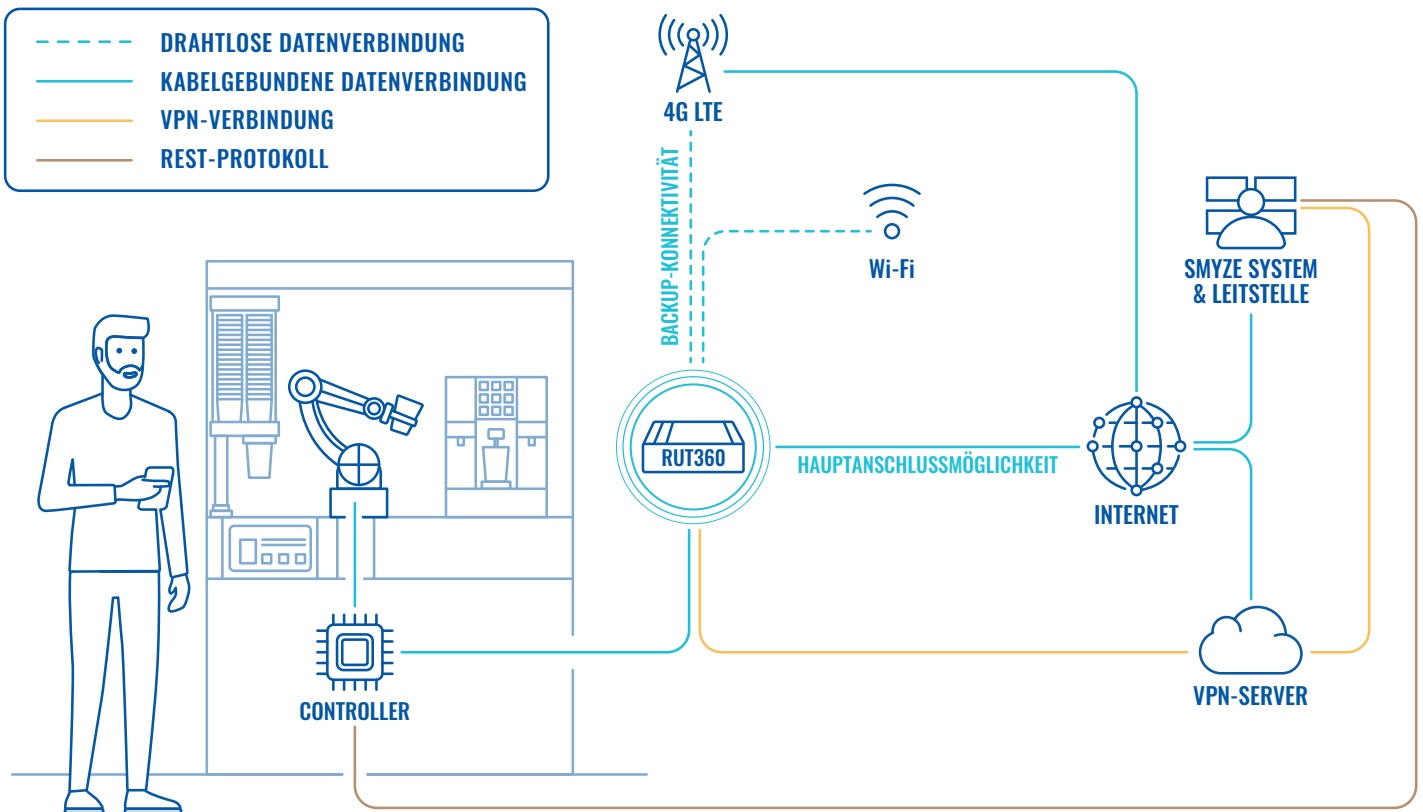 DRAHTLOSE DATENVERBINDUNG
KABELGEBUNDENE DATENVERBINDUNG
VPN-VERBINDUNG
REST-PROTOKOLL
4G LTE
BACKUP-KONNEKTIVITÄT
Wi-Fi
SMYZE SYSTEM
& LEITSTELLE
RUT360
HAUPTANSCHLUSSMÖGLICHKEIT
INTERNET
CONTROLLER
VPN-SERVER